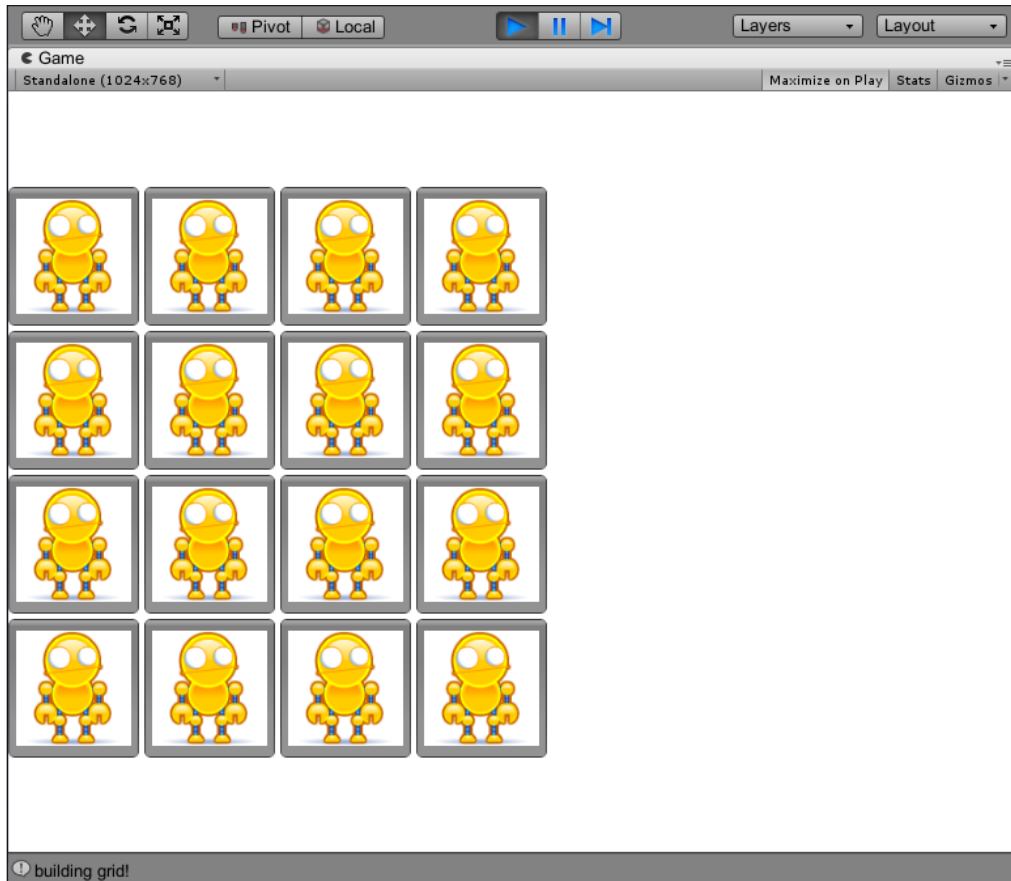 Pivot Local Layers Layout
Game
Standalone (1024x768) Maximize on Play Stats Gizmos
building grid!